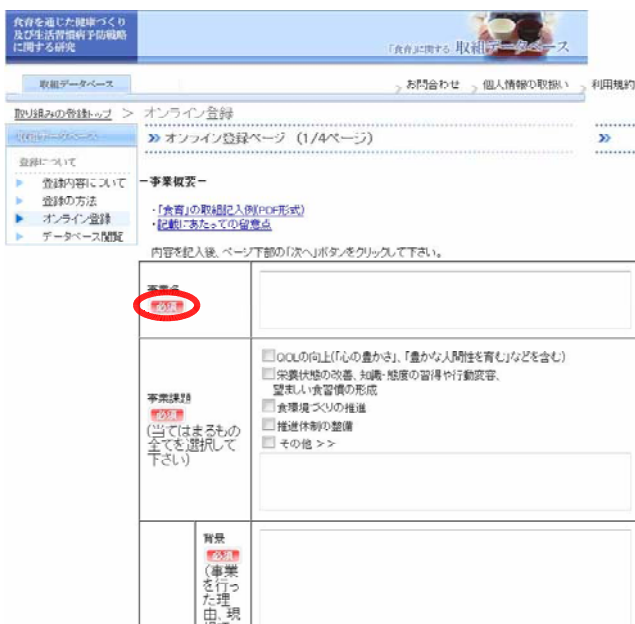 食育を通じた健康づくり
及び生活習慣病予防戦略
に関する研究
「食育」に関する 取組データベース
取組データベース
お問合わせ
個人情報の取扱い
利用規約
取り組みの登録トップ > オンライン登録
取組データベース
登録について
登録内容について
登録の方法
オンライン登録
データベース閲覧
>> オンライン登録ページ (1/4ページ)
>>
－事業概要－
・「食育」の取組記入例(PDF形式)
・記載にあたっての留意点
内容を記入後、ページ下部の「次へ」ボタンをクリックして下さい。
事業名
必須
事業課題
必須
(当てはまるもの
全てを選択して
下さい)
QOLの向上(「心の豊かさ」、「豊かな人間性を育む」などを含む)
栄養状態の改善、知識・態度の習得や行動変容、
望ましい食習慣の形成
食環境づくりの推進
推進体制の整備
その他 >>
背景
必須
(事業
を行っ
た理
由、現